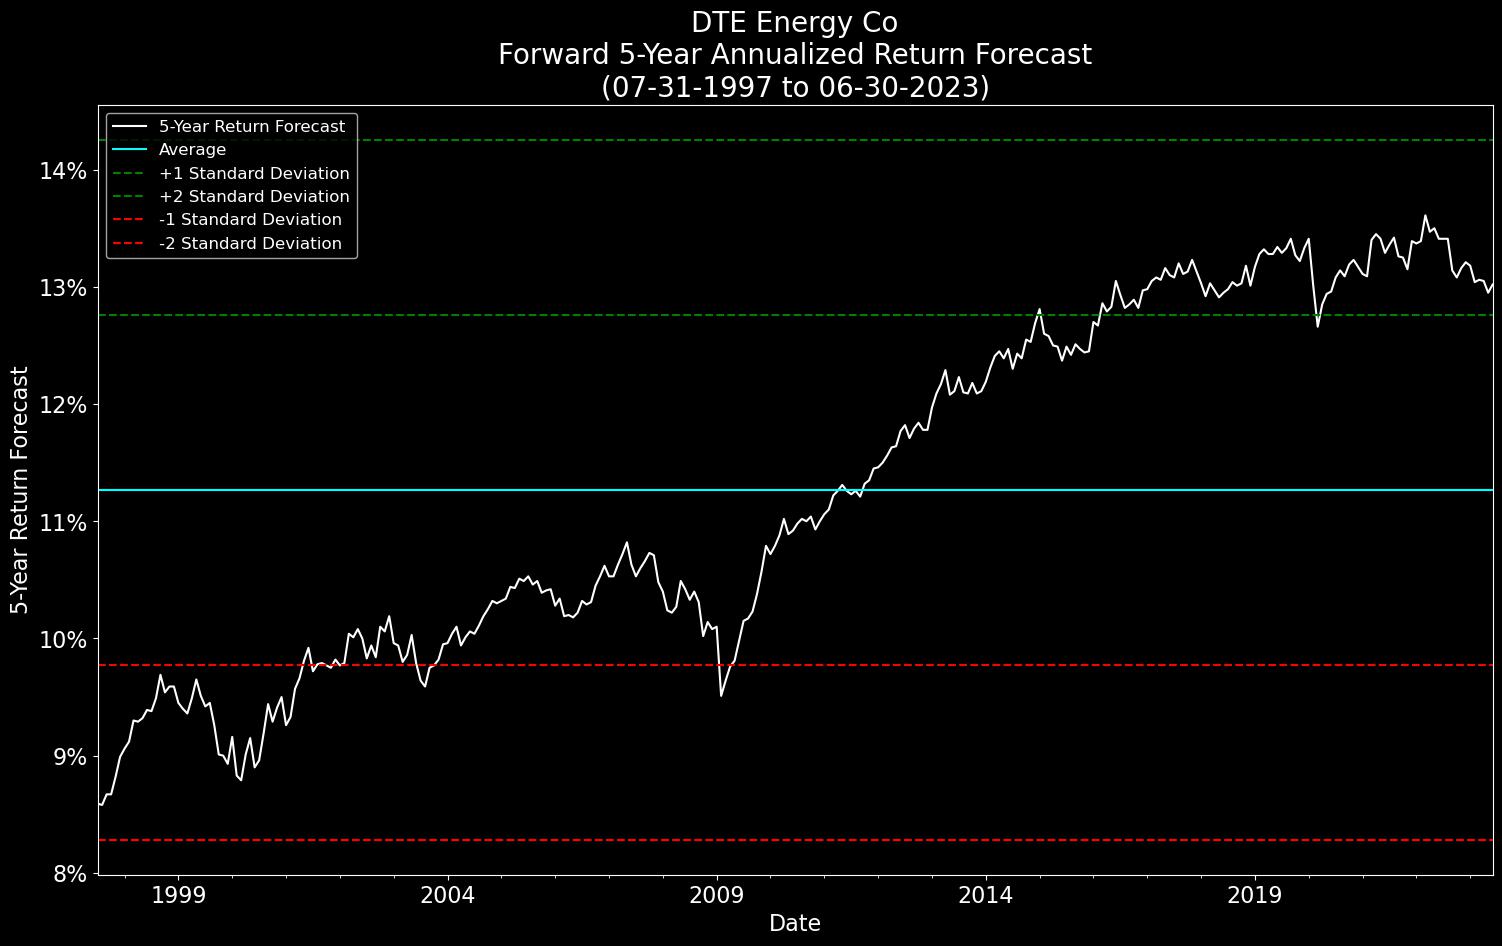 DTE Energy Co
Forward 5-Year Annualized Return Forecast
(07-31-1997 to 06-30-2023)
5-Year Return Forecast
Average
+1 Standard Deviation
+2 Standard Deviation
-1 Standard Deviation
-2 Standard Deviation
14%
13%
12%
11%
10%
9%
8%
5-Year Return Forecast
1999
2004
2009
2014
2019
Date